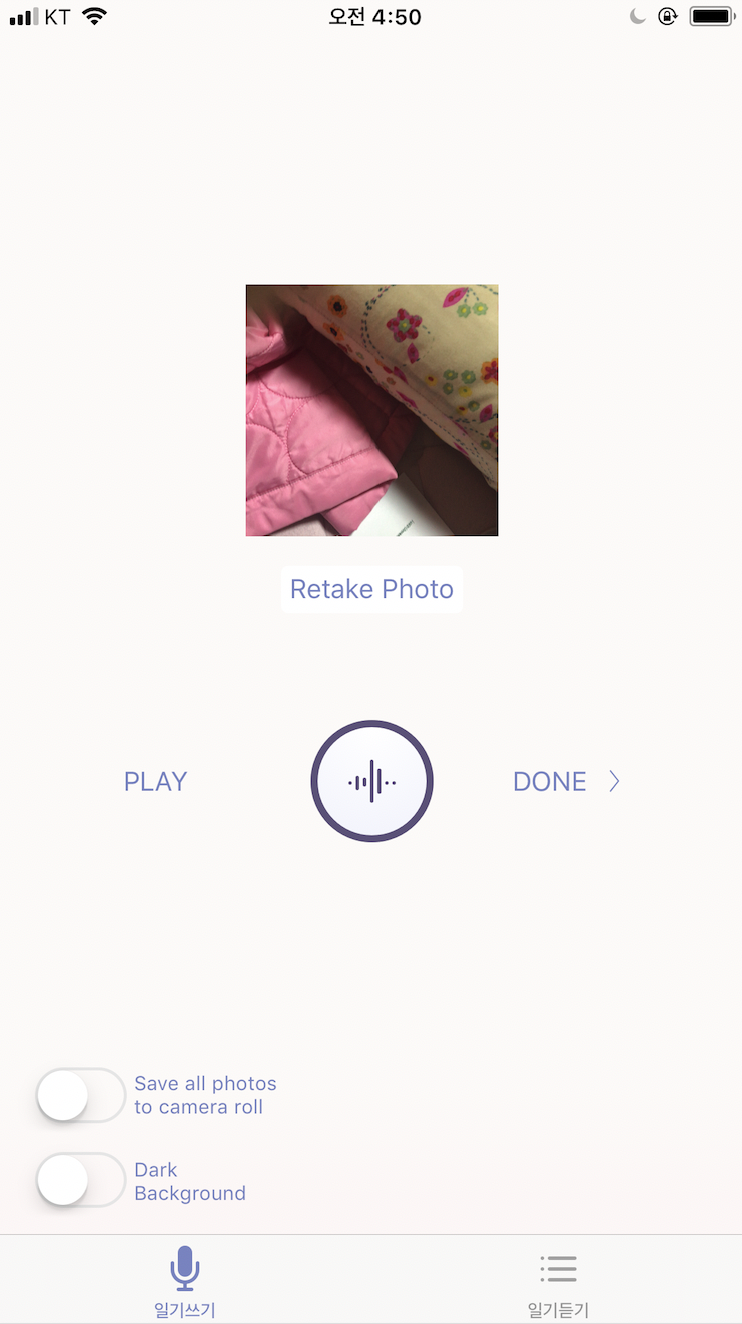 KT
오전 4:50
Retake Photo
PLAY
DONE
Save all photos
to camera roll
Dark
Background
일기쓰기
일기듣기